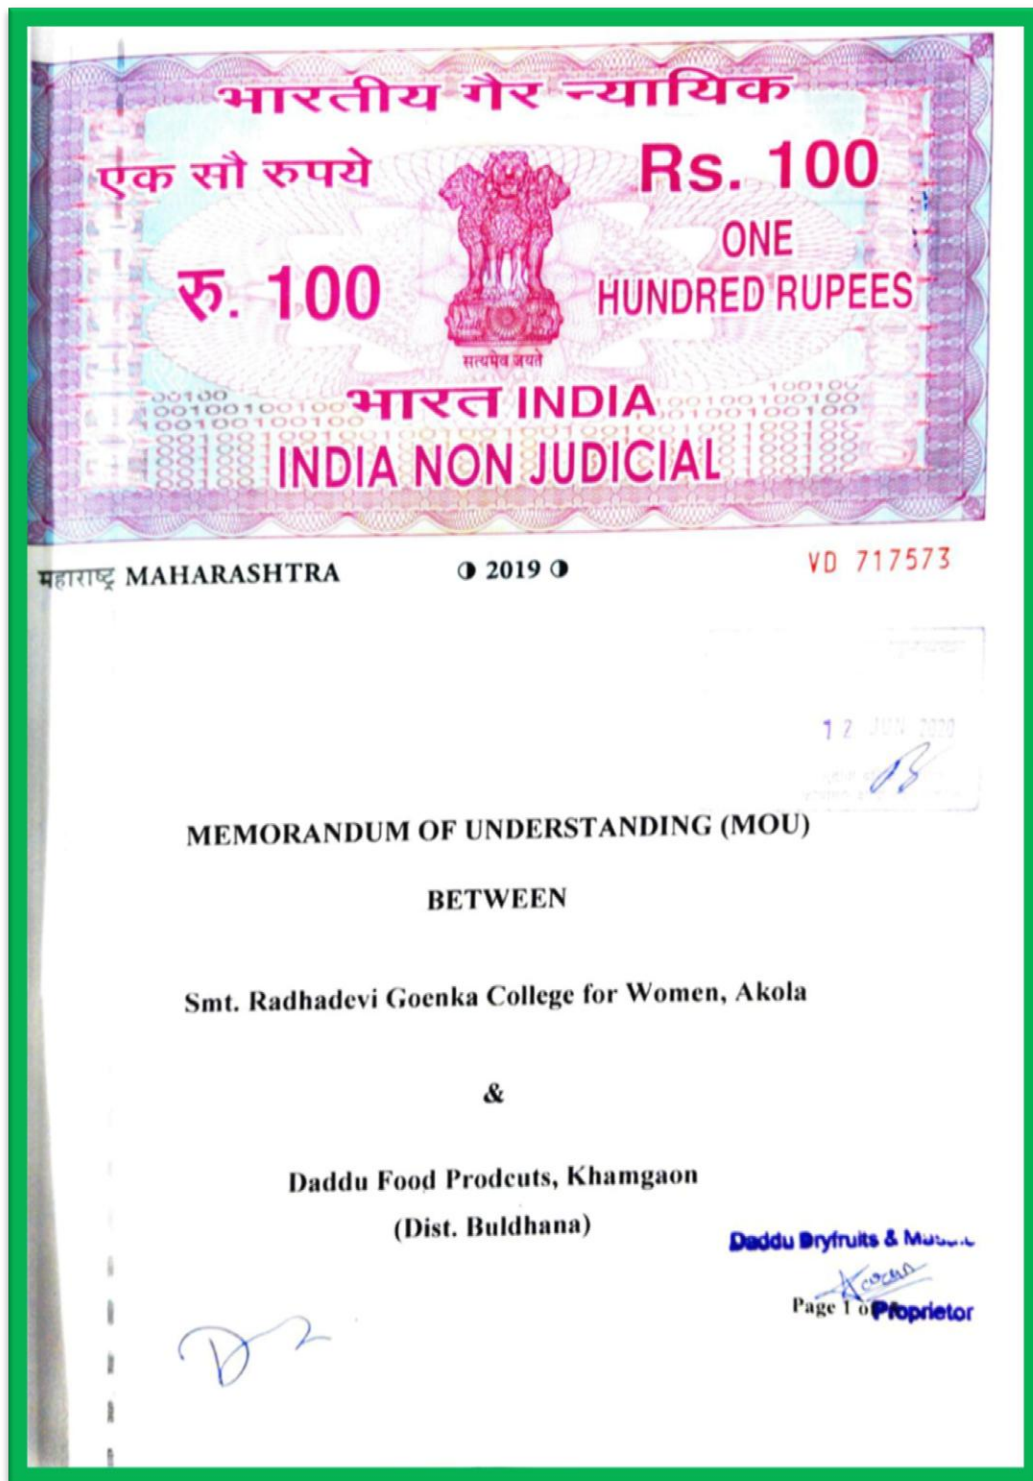 भारतीय गैर न्यायिक
एक सौ रुपये
Rs. 100
रु. 100
ONE
HUNDRED RUPEES
सत्यमेव जयते
भारत INDIA
INDIA NON JUDICIAL
महाराष्ट्र MAHARASHTRA
2019
VD 717573
12 JUN 2020
MEMORANDUM OF UNDERSTANDING (MOU)
BETWEEN
Smt. Radhadevi Goenka College for Women, Akola
&
Daddu Food Prodcuts, Khamgaon
(Dist. Buldhana)
Daddu Dryfruits &
Page 1 o
Proprietor